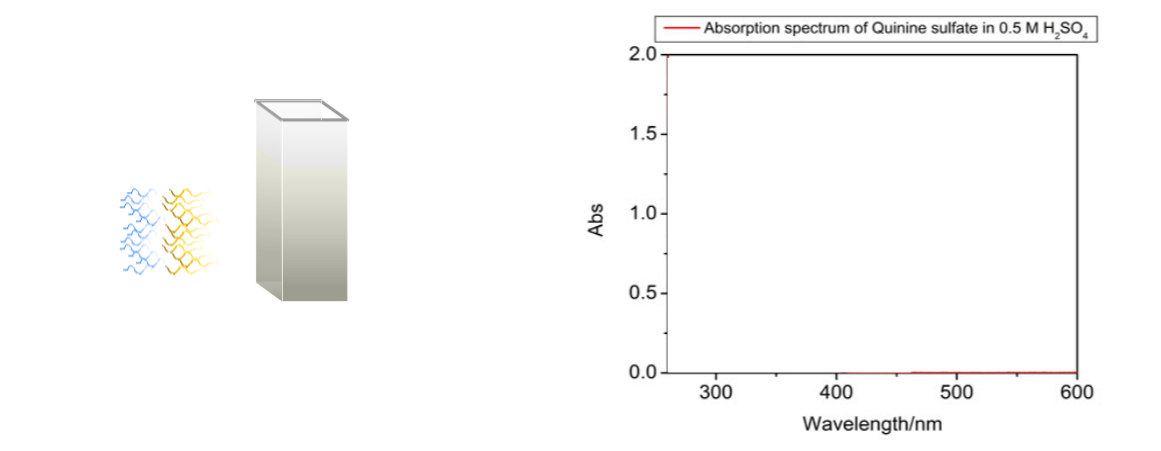 Absorption spectrum of Quinine sulfate in 0.5 M H₂SO₄
2.0
1.5
1.0
0.5
0.0
Abs
300 400 500 600
Wavelength/nm